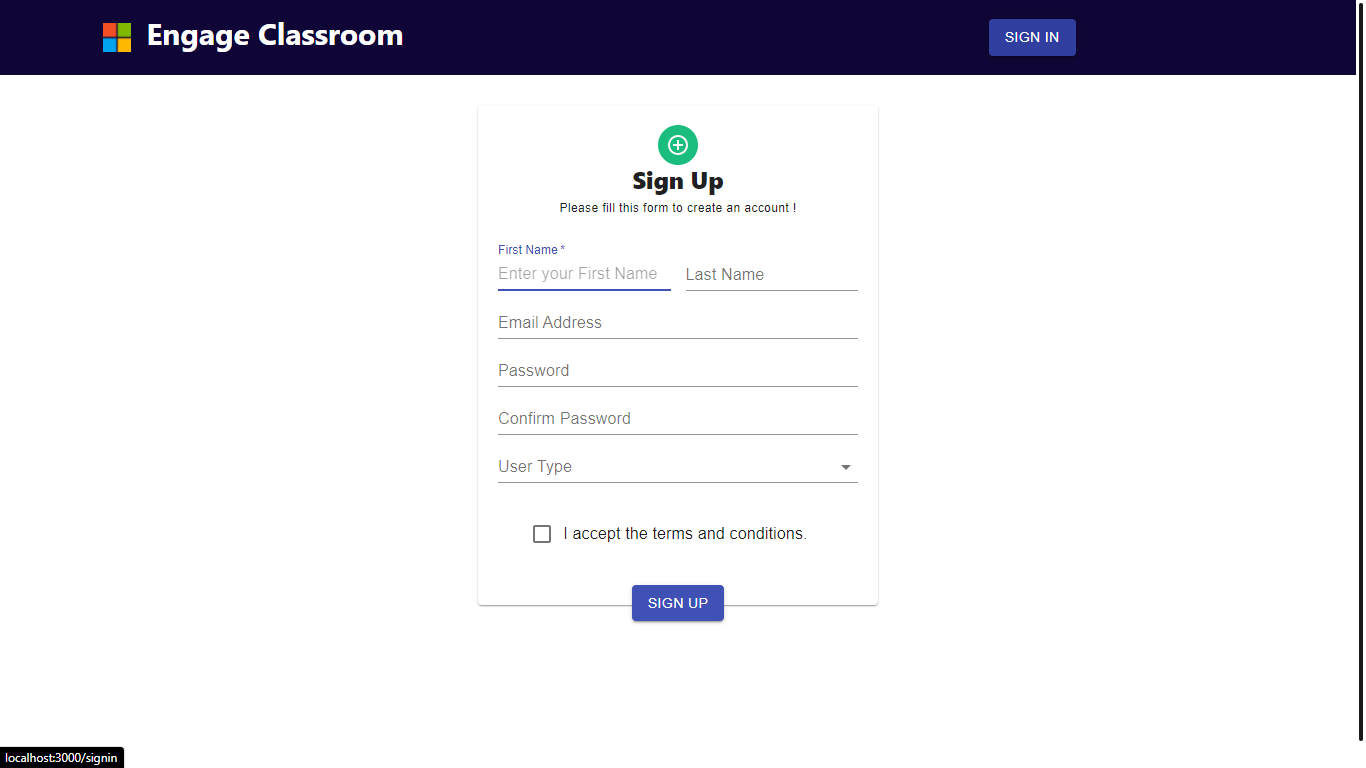 Engage Classroom
SIGN IN
Sign Up
Please fill this form to create an account !
First Name *
Enter your First Name
Last Name
Email Address
Password
Confirm Password
User Type
I accept the terms and conditions.
SIGN UP
localhost:3000/signin